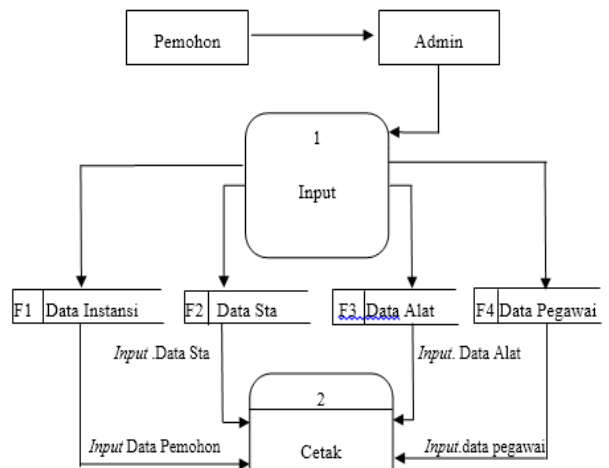 Pemohon
Admin
1
Input
F1 Data Instansi
F2 Data Sta
F3 Data Alat
F4 Data Pegawai
Input .Data Sta
Input. Data Alat
2
Input Data Pemohon
Cetak
Input.data pegawai